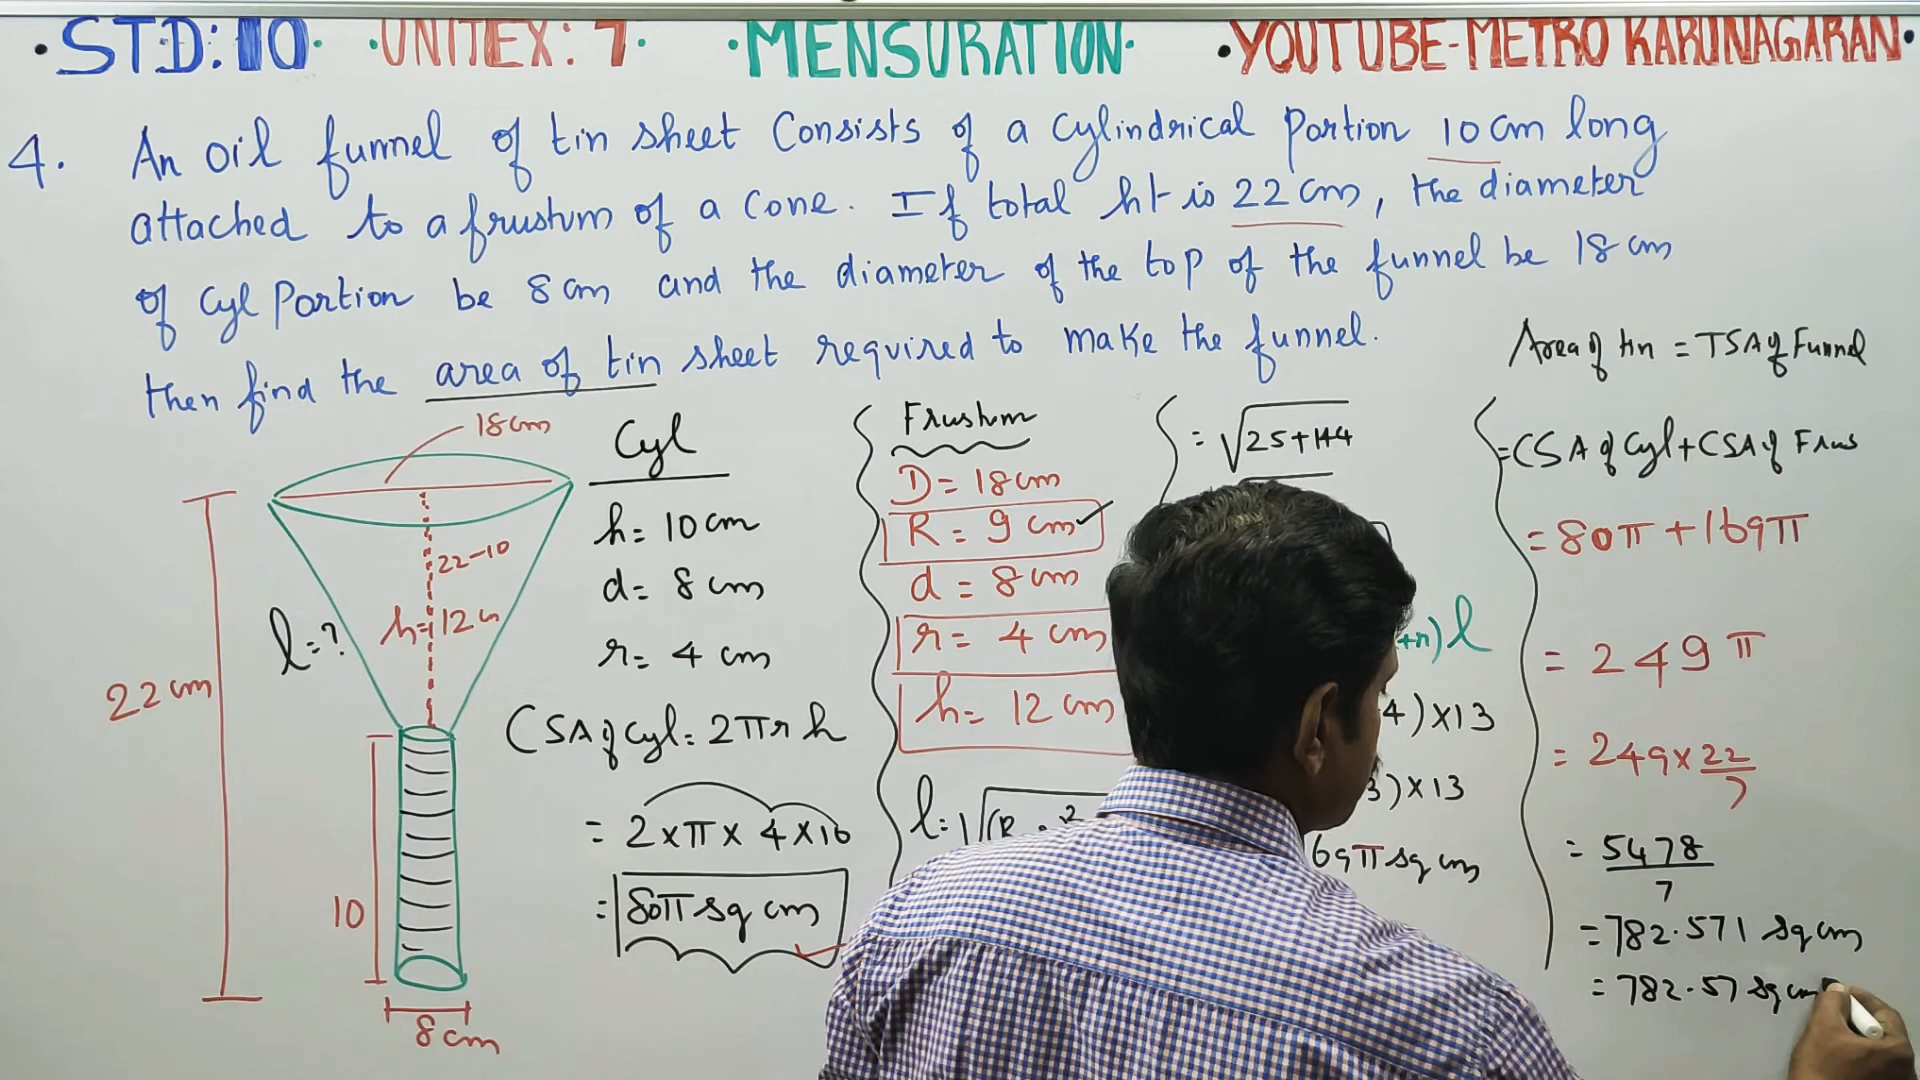 ·STD:10· ·UNITEX: 7· ·MENSURATION· ·YOUTUBE-METRO KARUNAGARAN·
4. An oil funnel of tin sheet Consists of a Cylindrical Portion 10 cm long
attached to a frustum of a Cone. If total ht is 22 cm, the diameter
of Cyl Portion be 8 cm and the diameter of the top of the funnel be 18 cm
then find the area of tin sheet required to make the funnel.
18 cm
22-10
l=?
22 cm
10
8 cm
Cyl
h= 10 cm
d= 8 cm
r= 4 cm
CSA of Cyl= 2πrh
= 2×π×4×10
= 80π sq cm
Frustum
D= 18 cm
R= 9 cm✓
d = 8 cm
r= 4 cm
h= 12 cm
= √25+144
l
4)×13
)×13
69π sq cm
Area of tin = TSA of Funnel
=CSA of Cyl+CSA of Frus
=80π+169π
= 249π
= 249×22/7
= 5478/7
=782.571 sq cm
=782.57 sq cm